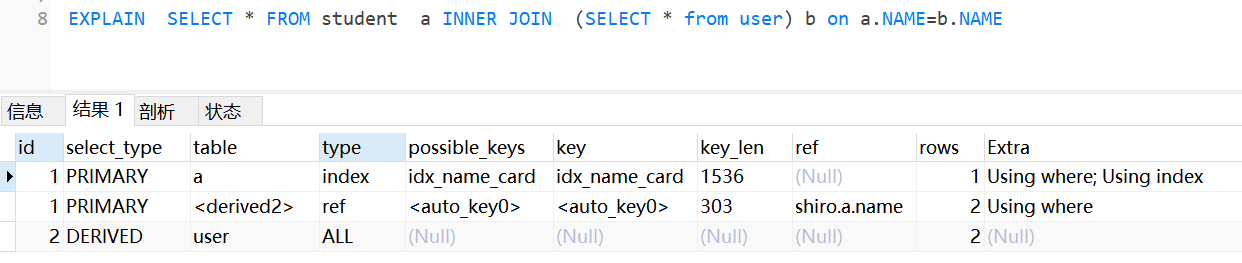 8 EXPLAIN SELECT * FROM student a INNER JOIN (SELECT * from user) b on a.NAME=b.NAME
信息 结果 1 剖析 状态
id select_type table type possible_keys key key_len ref rows Extra
1 PRIMARY a index idx_name_card idx_name_card 1536 (Null) 1 Using where; Using index
1 PRIMARY <derived2> ref <auto_key0> <auto_key0> 303 shiro.a.name 2 Using where
2 DERIVED user ALL (Null) (Null) (Null) (Null) 2 (Null)